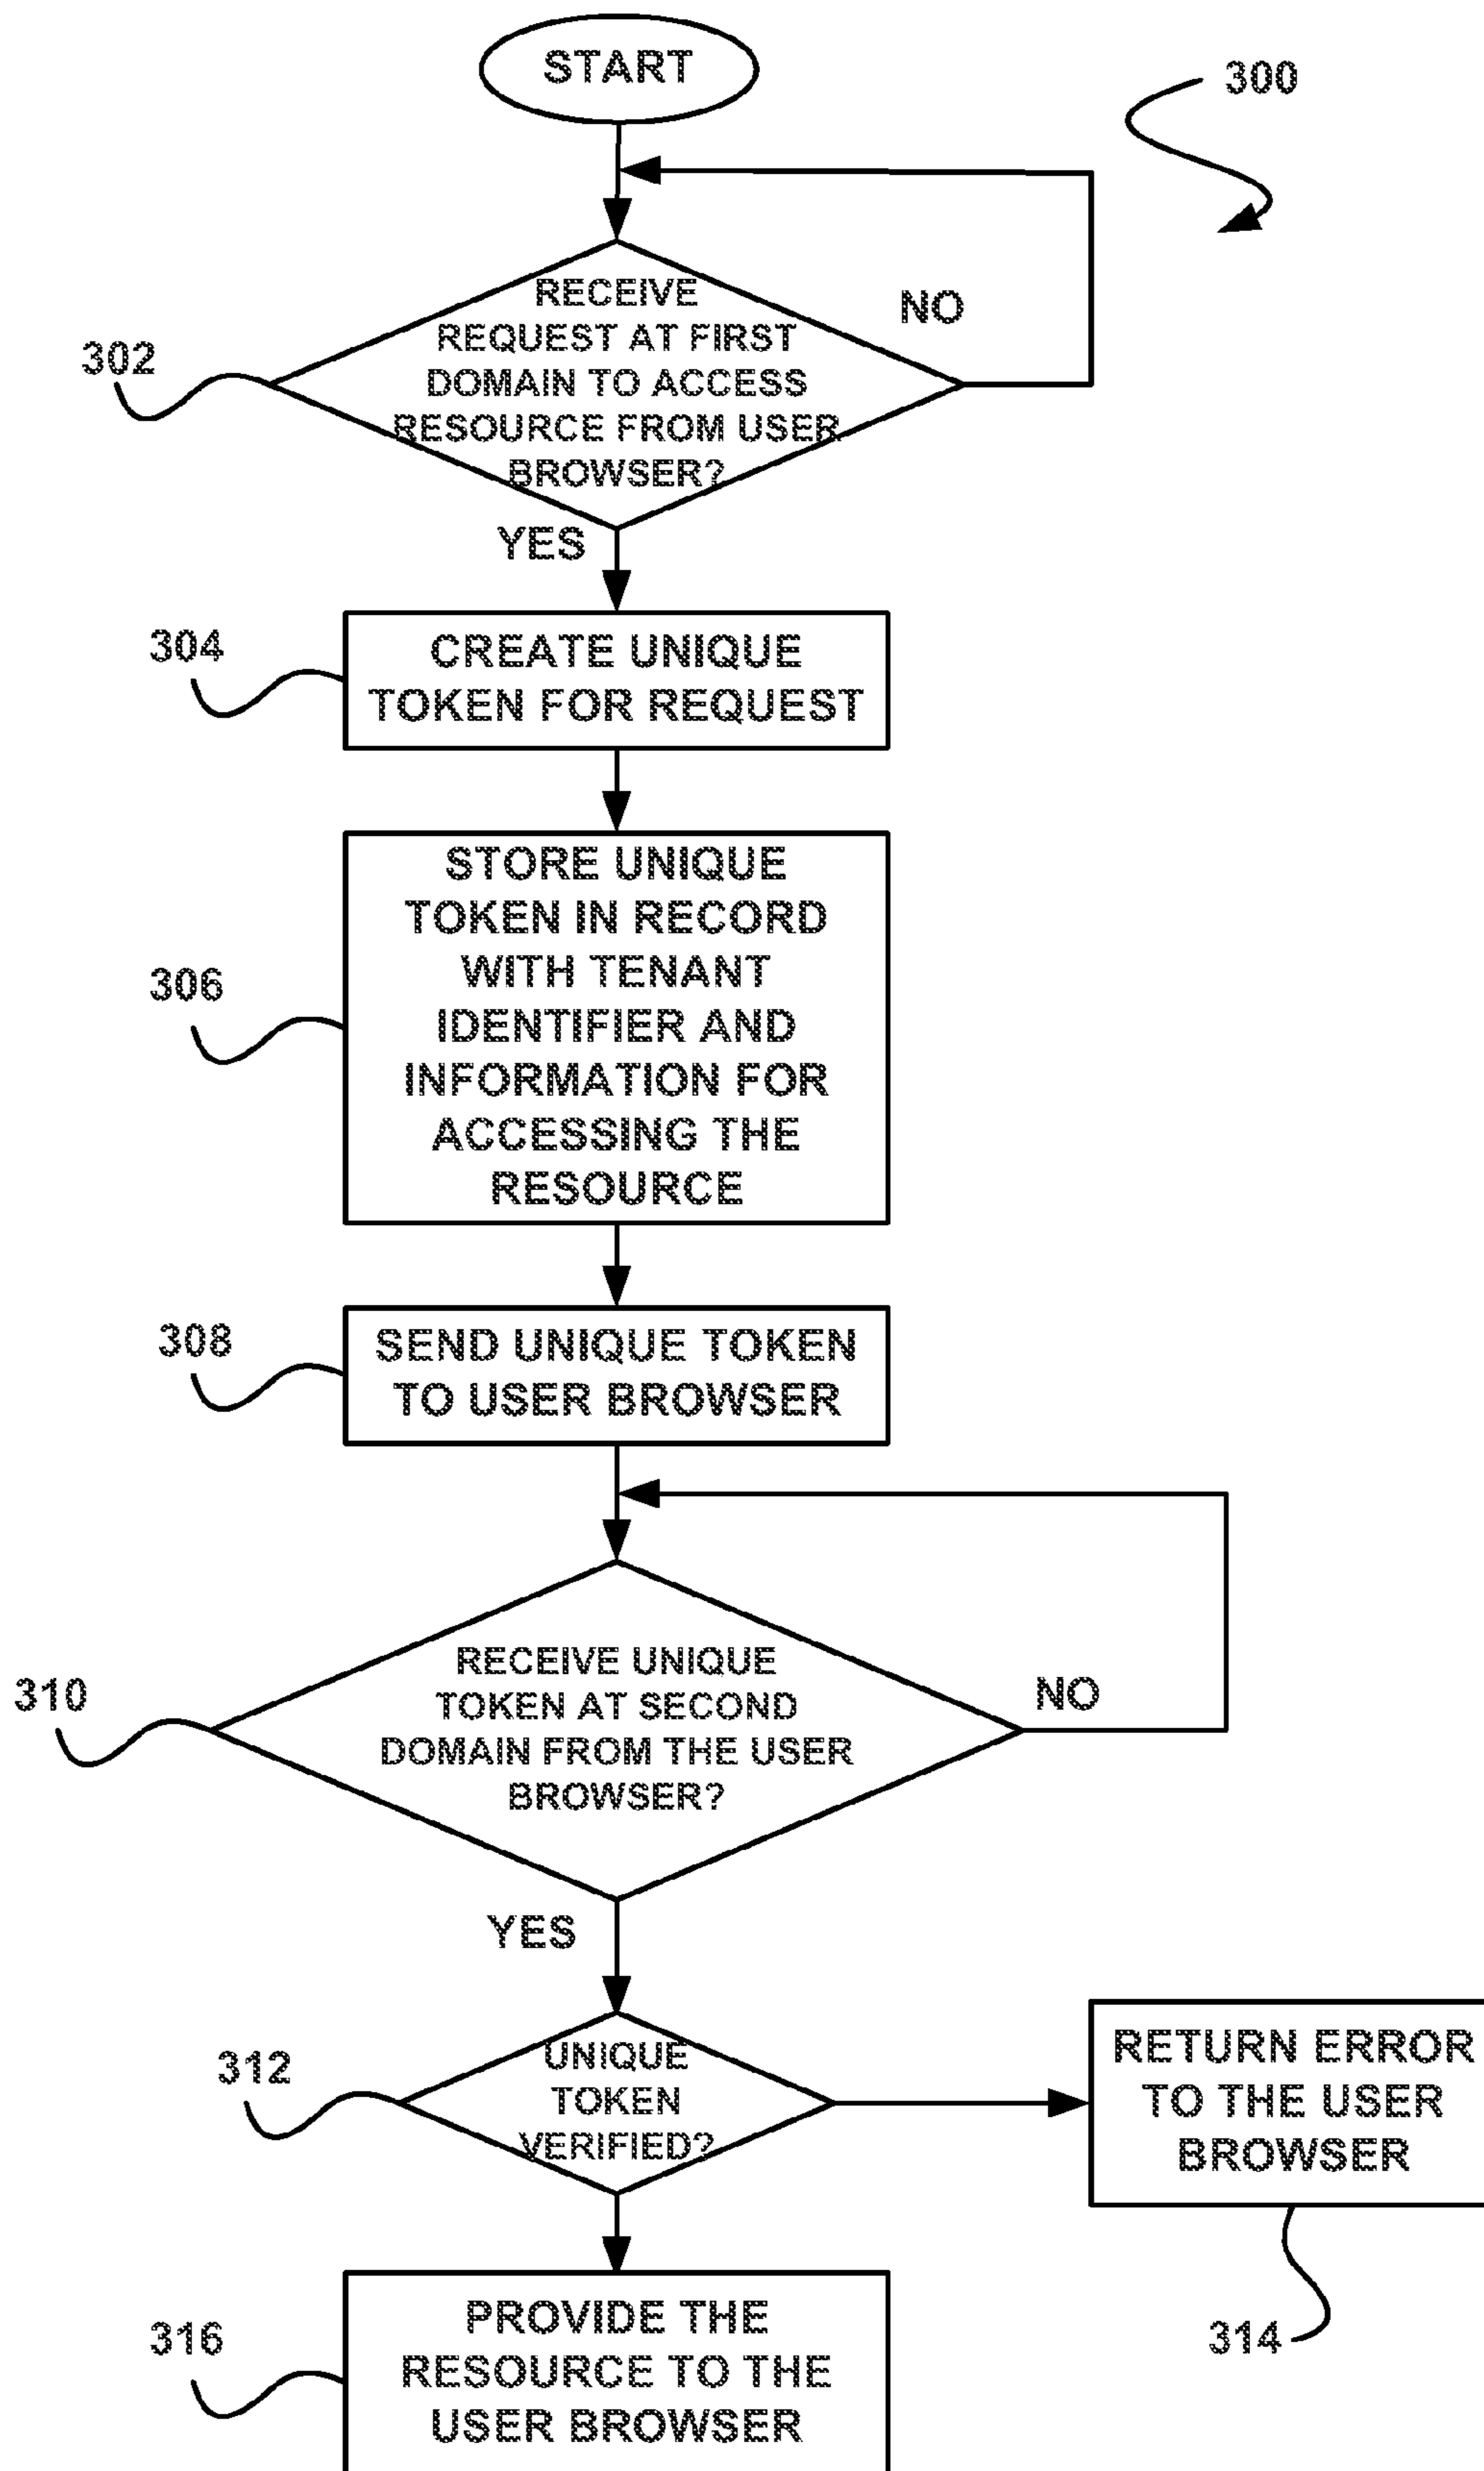 START
300
302
RECEIVE
REQUEST AT FIRST
DOMAIN TO ACCESS
RESOURCE FROM USER
BROWSER?
NO
YES
304
CREATE UNIQUE
TOKEN FOR REQUEST
306
STORE UNIQUE
TOKEN IN RECORD
WITH TENANT
IDENTIFIER AND
INFORMATION FOR
ACCESSING THE
RESOURCE
308
SEND UNIQUE TOKEN
TO USER BROWSER
310
RECEIVE UNIQUE
TOKEN AT SECOND
DOMAIN FROM THE USER
BROWSER?
NO
YES
312
UNIQUE
TOKEN
VERIFIED?
RETURN ERROR
TO THE USER
BROWSER
314
316
PROVIDE THE
RESOURCE TO THE
USER BROWSER